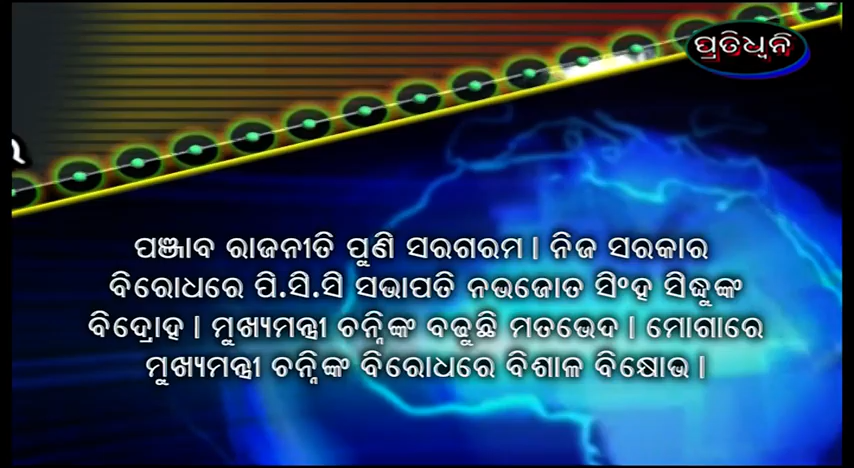 ପ୍ରତିଧ୍ୱନି
ପଞ୍ଜାବ ରାଜନୀତି ପୁଣି ସରଗରମ। ନିଜ ସରକାର
ବିରୋଧରେ ପି.ସି.ସି ସଭାପତି ନଭଜୋତ ସିଂହ ସିଦ୍ଧୁଙ୍କ
ବିଦ୍ରୋହ। ମୁଖ୍ୟମନ୍ତ୍ରୀ ଚନ୍ନିଙ୍କ ବଢୁଛି ମତଭେଦ। ମୋଗାରେ
ମୁଖ୍ୟମନ୍ତ୍ରୀ ଚନ୍ନିଙ୍କ ବିରୋଧରେ ବିଶାଳ ବିକ୍ଷୋଭ।